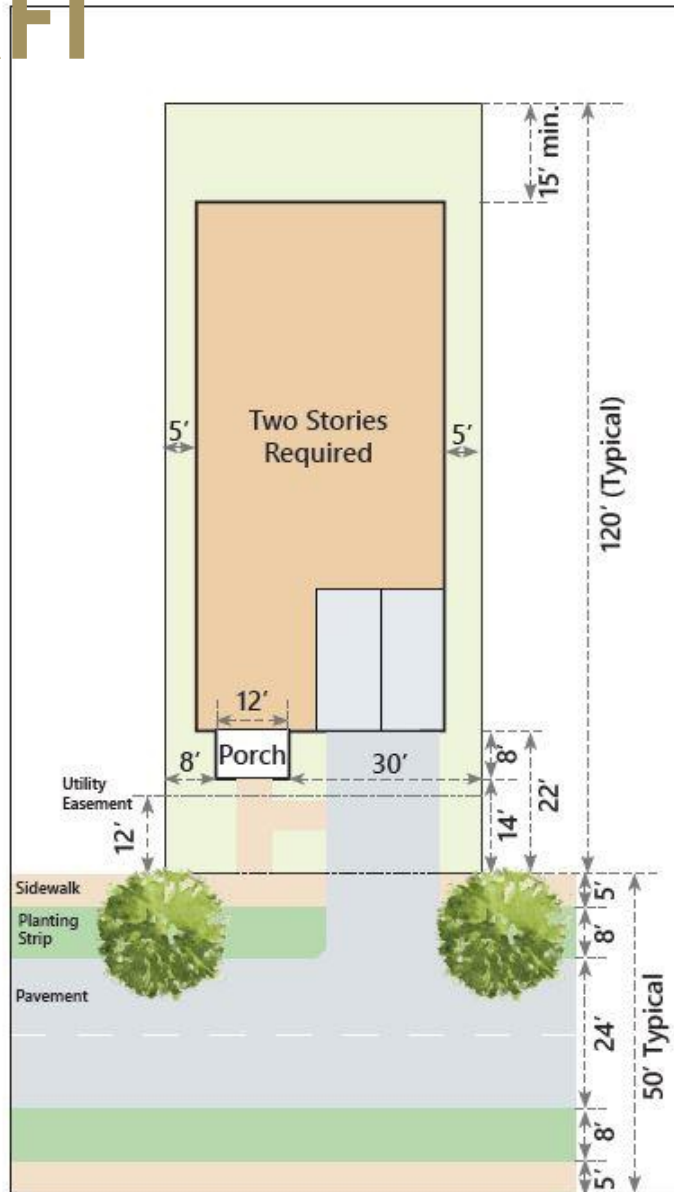 FI
15' min.
Two Stories
Required
5'
5'
120' (Typical)
12'
Porch
8'
30'
8'
22'
14'
Utility
Easement
12'
Sidewalk
Planting
Strip
Pavement
5'
8'
24'
8'
5'
50' Typical